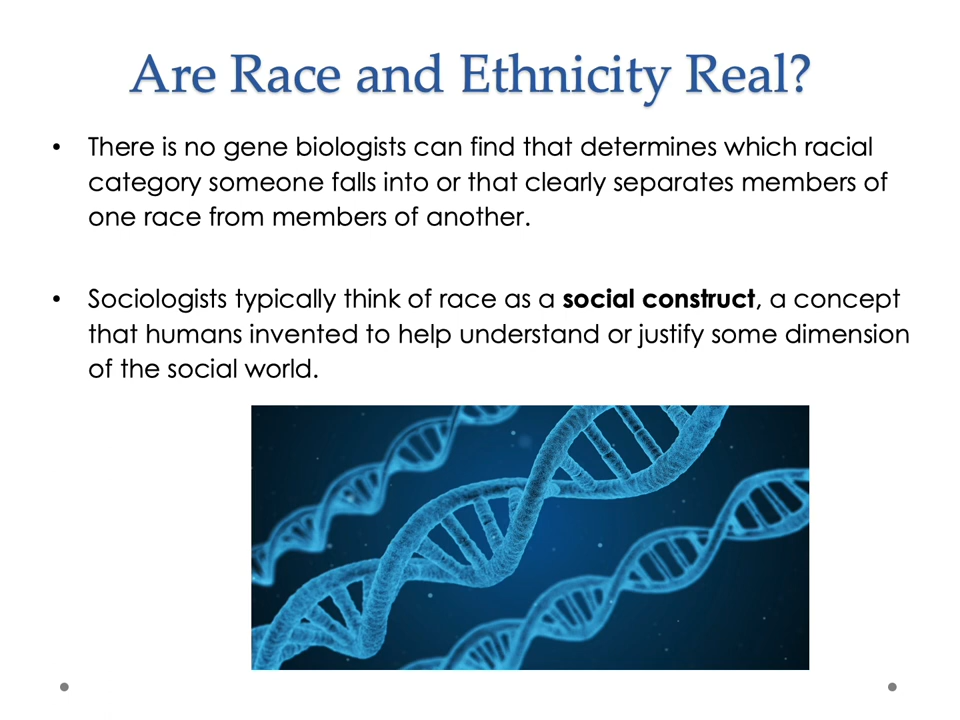 Are Race and Ethnicity Real?
• There is no gene biologists can find that determines which racial
category someone falls into or that clearly separates members of
one race from members of another.
• Sociologists typically think of race as a social construct, a concept
that humans invented to help understand or justify some dimension
of the social world.